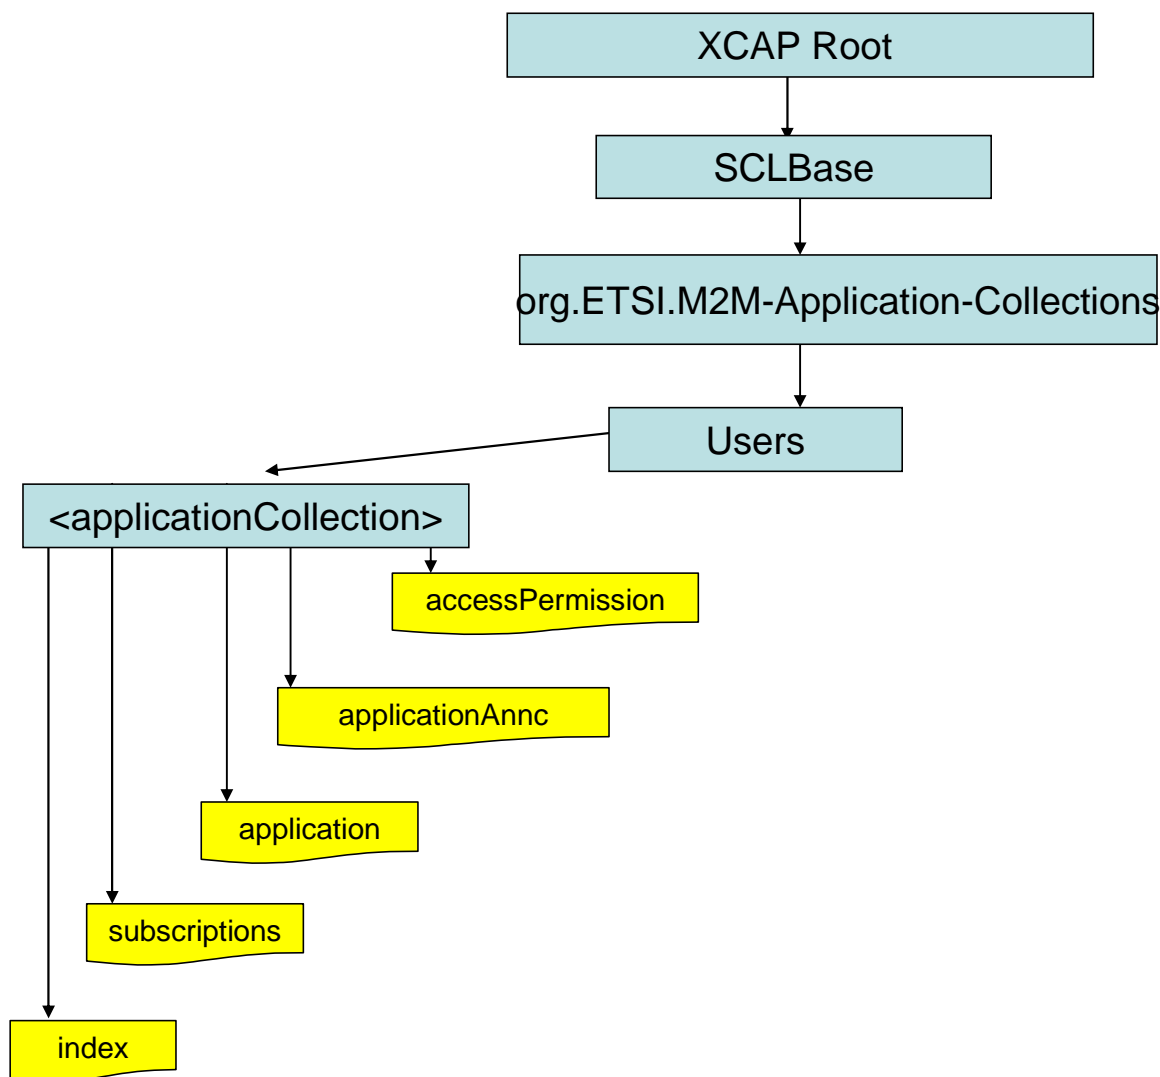 XCAP Root
SCLBase
org.ETSI.M2M-Application-Collections
Users
<applicationCollection>
accessPermission
applicationAnnc
application
subscriptions
index